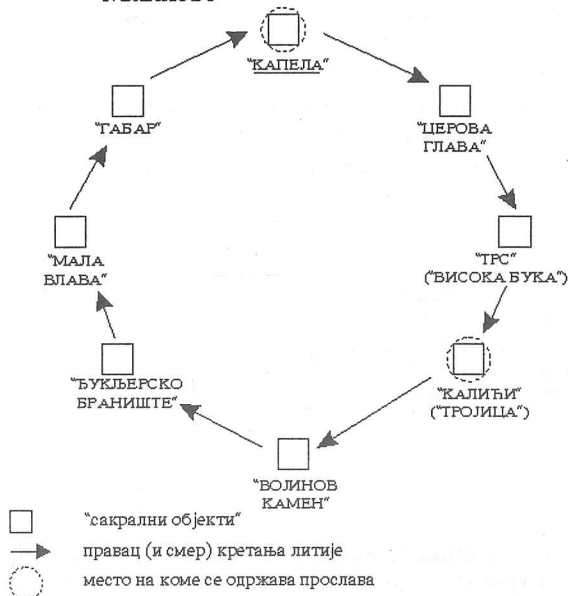 "КАПЕЛА"
"ГАБАР"
"ЦЕРОВА
ГЛАВА"
"МАЛА
ВЛАВА"
"ТРС"
("ВИСОКА БУКА")
"ЂУКЉЕРСКО
БРАНИШТЕ"
"КАЛИЋИ"
("ТРОЈИЦА")
"ВОЈИНОВ
КАМЕН"
"сакрални објекти"
правац (и смер) кретања литије
место на коме се одржава прослава